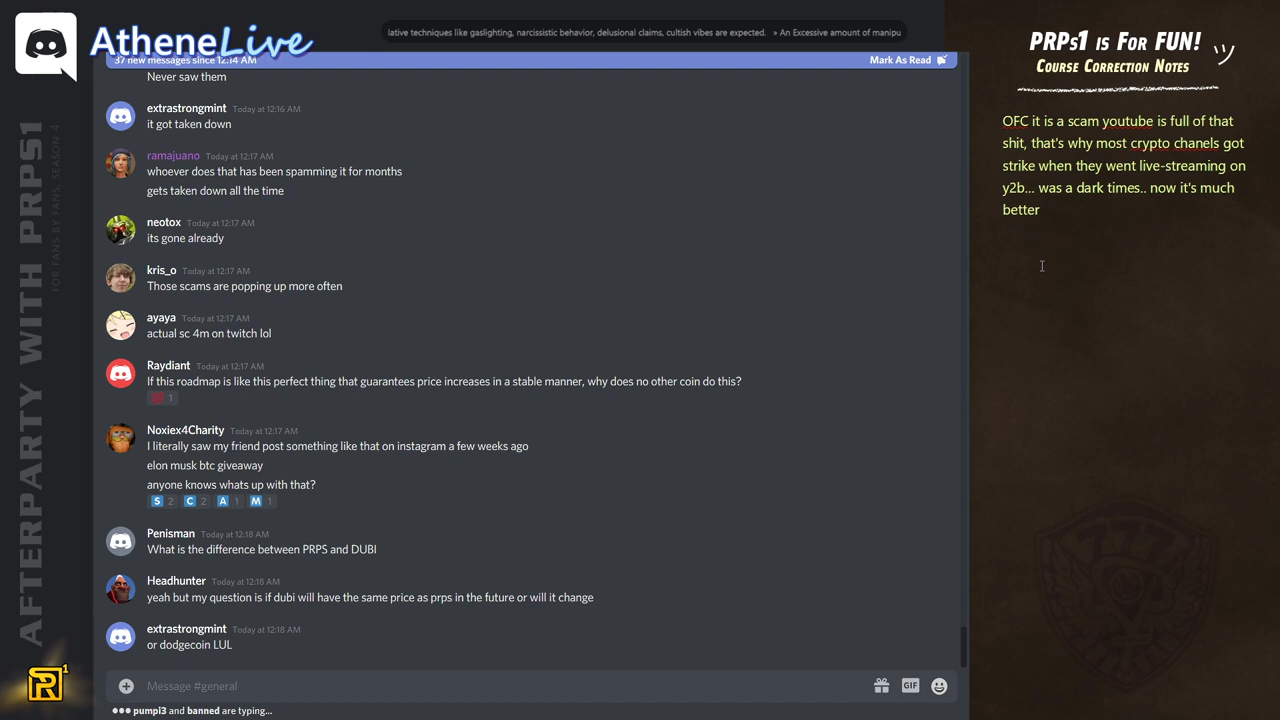 AtheneLive
lative techniques like gaslighting, narcissistic behavior, delusional claims, cultish vibes are expected. » An Excessive amount of manipu
37 new messages since 12:14 AM
Mark As Read
Never saw them
extrastrongmint Today at 12:16 AM
it got taken down
ramajuano Today at 12:17 AM
whoever does that has been spamming it for months
gets taken down all the time
neotox Today at 12:17 AM
its gone already
kris_o Today at 12:17 AM
Those scams are popping up more often
ayaya Today at 12:17 AM
actual sc 4m on twitch lol
Raydiant Today at 12:17 AM
If this roadmap is like this perfect thing that guarantees price increases in a stable manner, why does no other coin do this?
💯 1
Noxiex4Charity Today at 12:17 AM
I literally saw my friend post something like that on instagram a few weeks ago
elon musk btc giveaway
anyone knows whats up with that?
S 2 C 2 A 1 M 1
Penisman Today at 12:18 AM
What is the difference between PRPS and DUBI
Headhunter Today at 12:18 AM
yeah but my question is if dubi will have the same price as prps in the future or will it change
extrastrongmint Today at 12:18 AM
or dodgecoin LUL
Message #general
GIF
pumpi3 and banned are typing...
AFTERPARTY WITH PRPS1
FOR FANS BY FANS, SEASON 4
R1
PRPs1 is For FUN!
Course Correction Notes
ツ
OFC it is a scam youtube is full of that
shit, that's why most crypto chanels got
strike when they went live-streaming on
y2b... was a dark times.. now it's much
better